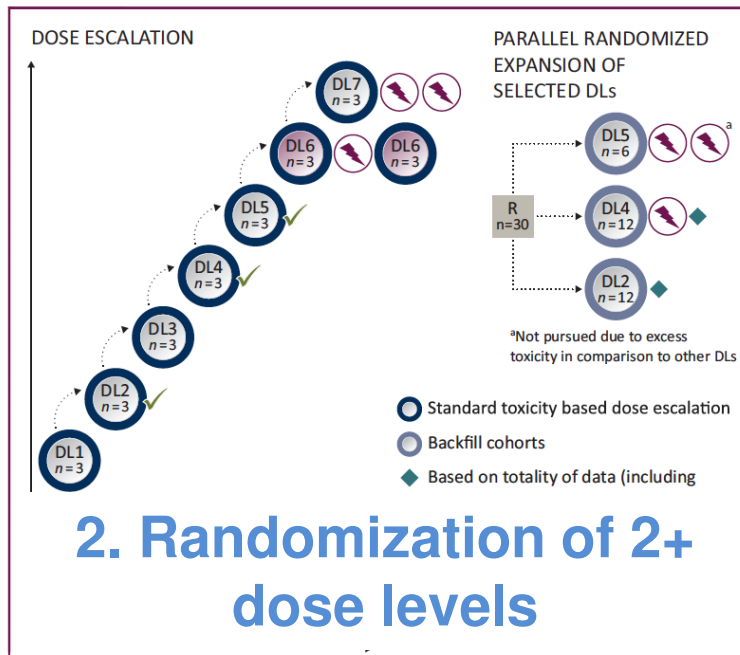 DOSE ESCALATION
DL7
n=3
DL6
n=3
DL6
n=3
DL5
n=3
DL4
n=3
DL3
n=3
DL2
n=3
DL1
n=3
PARALLEL RANDOMIZED
EXPANSION OF
SELECTED DLs
DL5
n=6
a
R
n=30
DL4
n=12
DL2
n=12
aNot pursued due to excess
toxicity in comparison to other DLs
Standard toxicity based dose escalation
Backfill cohorts
Based on totality of data (including
2. Randomization of 2+
dose levels